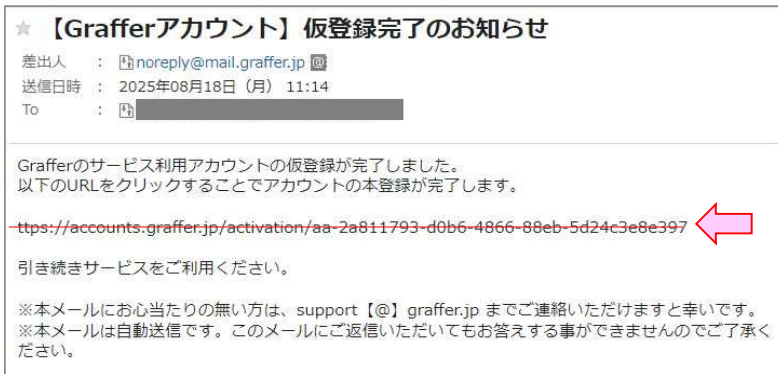 ★ 【Grafferアカウント】仮登録完了のお知らせ
差出人 : noreply@mail.graffer.jp @
送信日時 : 2025年08月18日（月） 11:14
To :
Grafferのサービス利用アカウントの仮登録が完了しました。
以下のURLをクリックすることでアカウントの本登録が完了します。
ttps://accounts.graffer.jp/activation/aa-2a811793-d0b6-4866-88eb-5d24c3e8e397
引き続きサービスをご利用ください。
※本メールにお心当たりの無い方は、support【@】graffer.jp までご連絡いただけますと幸いです。
※本メールは自動送信です。このメールにご返信いただいてもお答えする事ができませんのでご了承く
ださい。